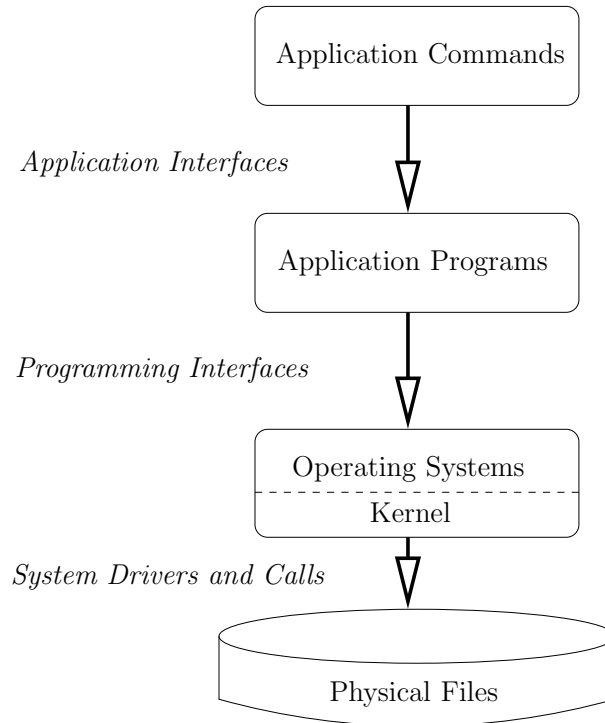 Application Commands
Application Interfaces
Application Programs
Programming Interfaces
Operating Systems
Kernel
System Drivers and Calls
Physical Files